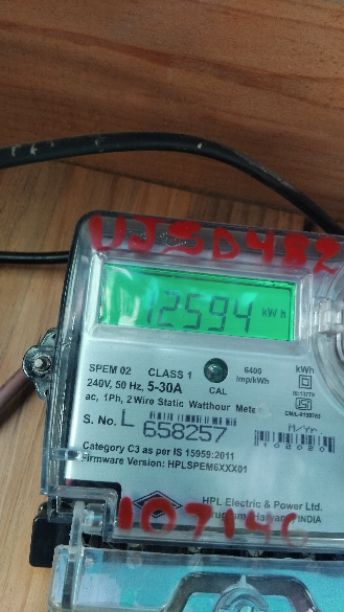 UJSD482
12594 kWh
SPEM 02 CLASS 1 6400 imp/kWh kWh
240V, 50 Hz, 5-30A CAL
ac, 1Ph, 2 Wire Static Watthour Mete
S. No. L 658257 M/Yr
Category C3 as per IS 15959:2011
Firmware Version: HPLSPEM6XXX01
HPL Electric & Power Ltd.
INDIA